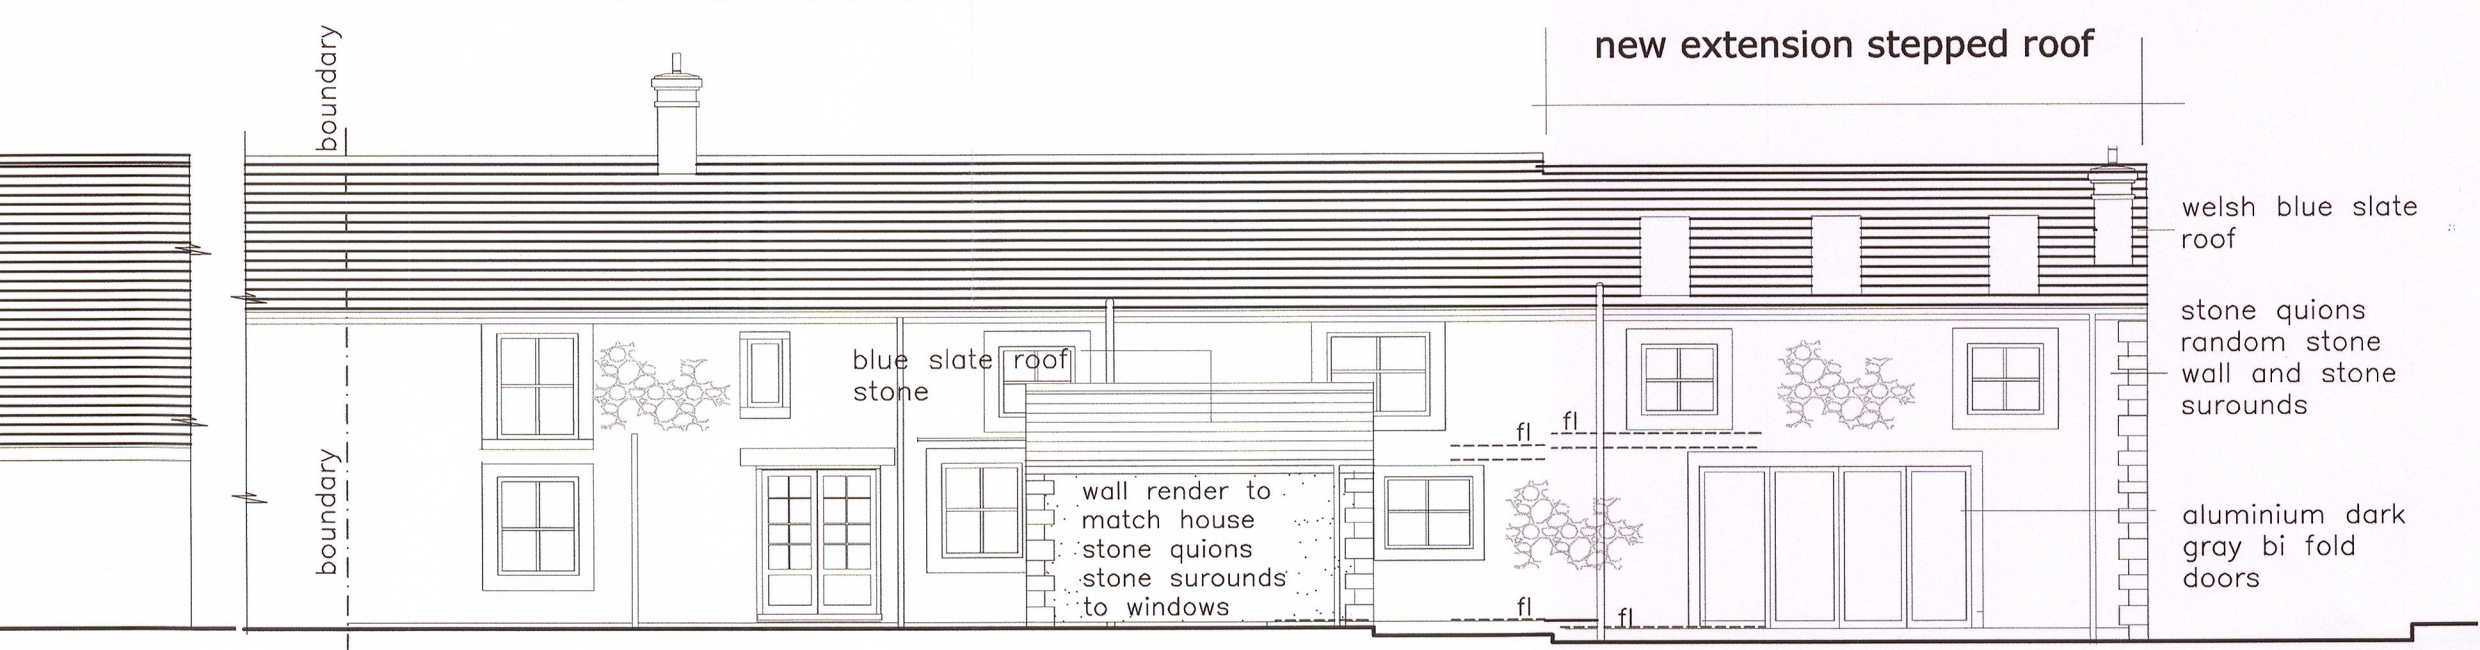 boundary
new extension stepped roof
welsh blue slate
roof
stone quions
random stone
wall and stone
surounds
blue slate roof
stone
fl
fl
boundary
wall render to
match house
stone quions
stone surounds
to windows
aluminium dark
gray bi fold
doors
fl
fl